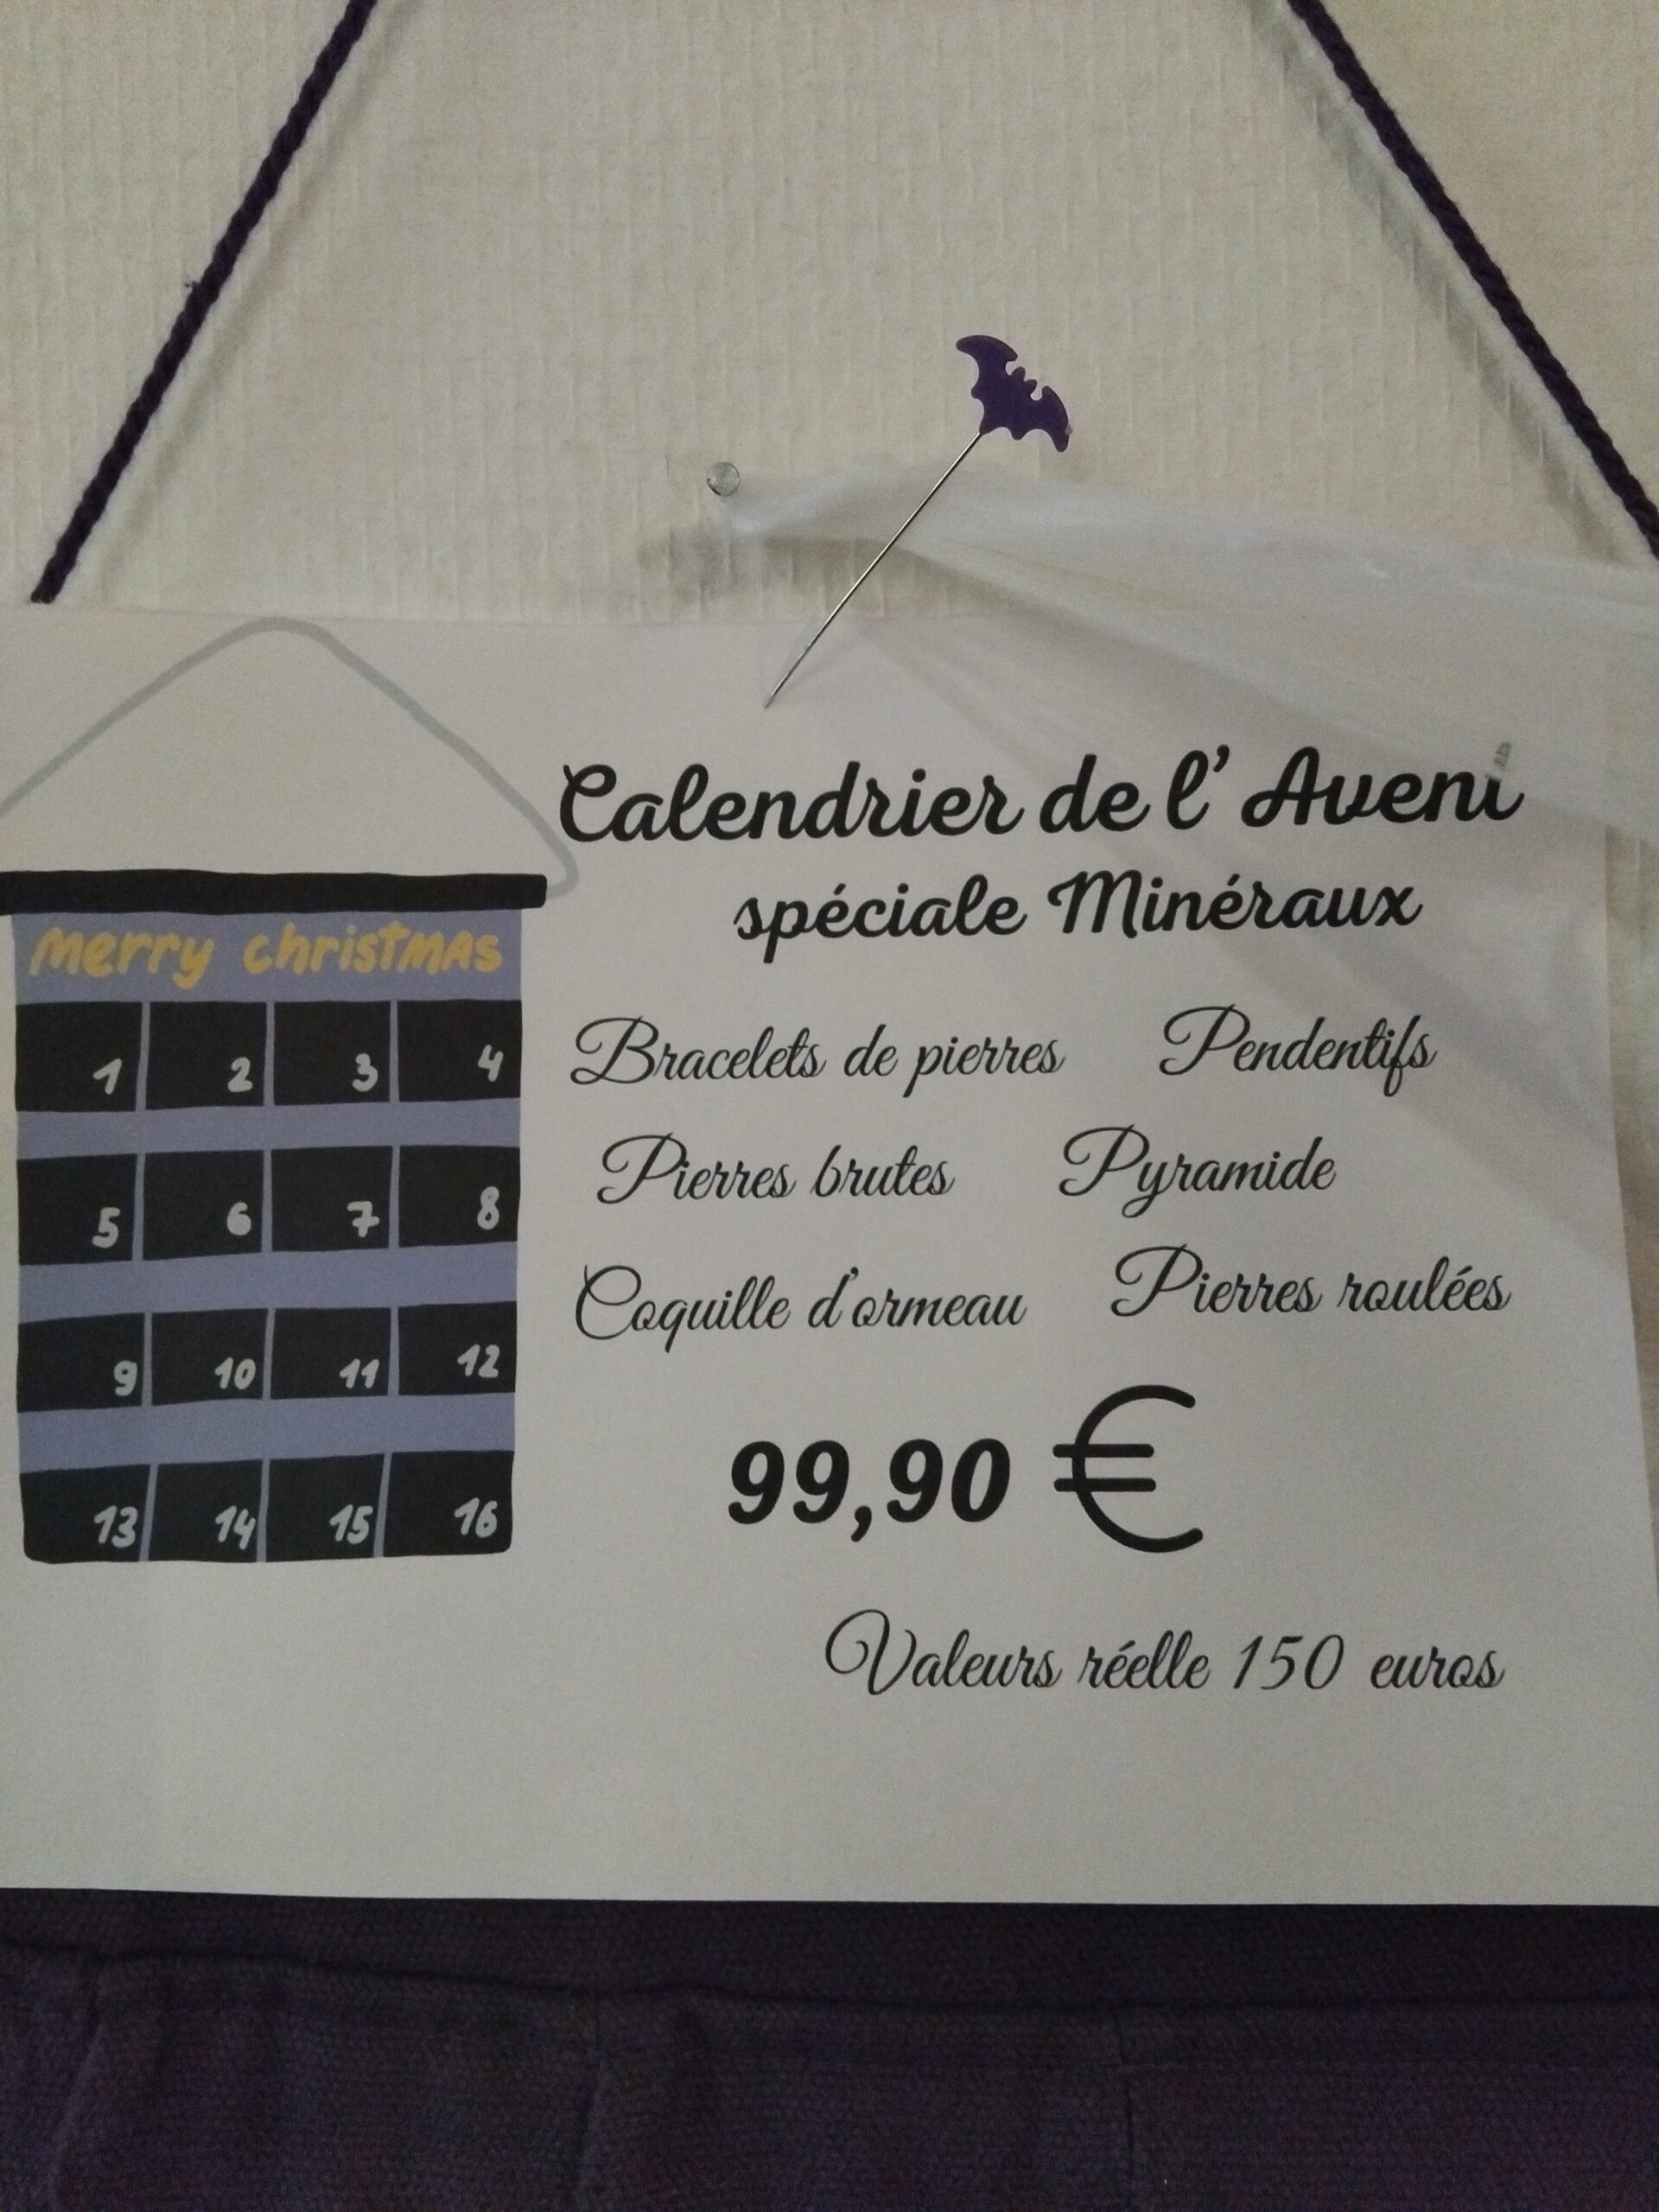 Calendrier de l' Aveni
spéciale Minéraux
merry christmas
1 2 3 4
5 6 7 8
9 10 11 12
13 14 15 16
Bracelets de pierres Pendentifs
Pierres brutes Pyramide
Coquille d'ormeau Pierres roulées
99,90 €
Valeurs réelle 150 euros